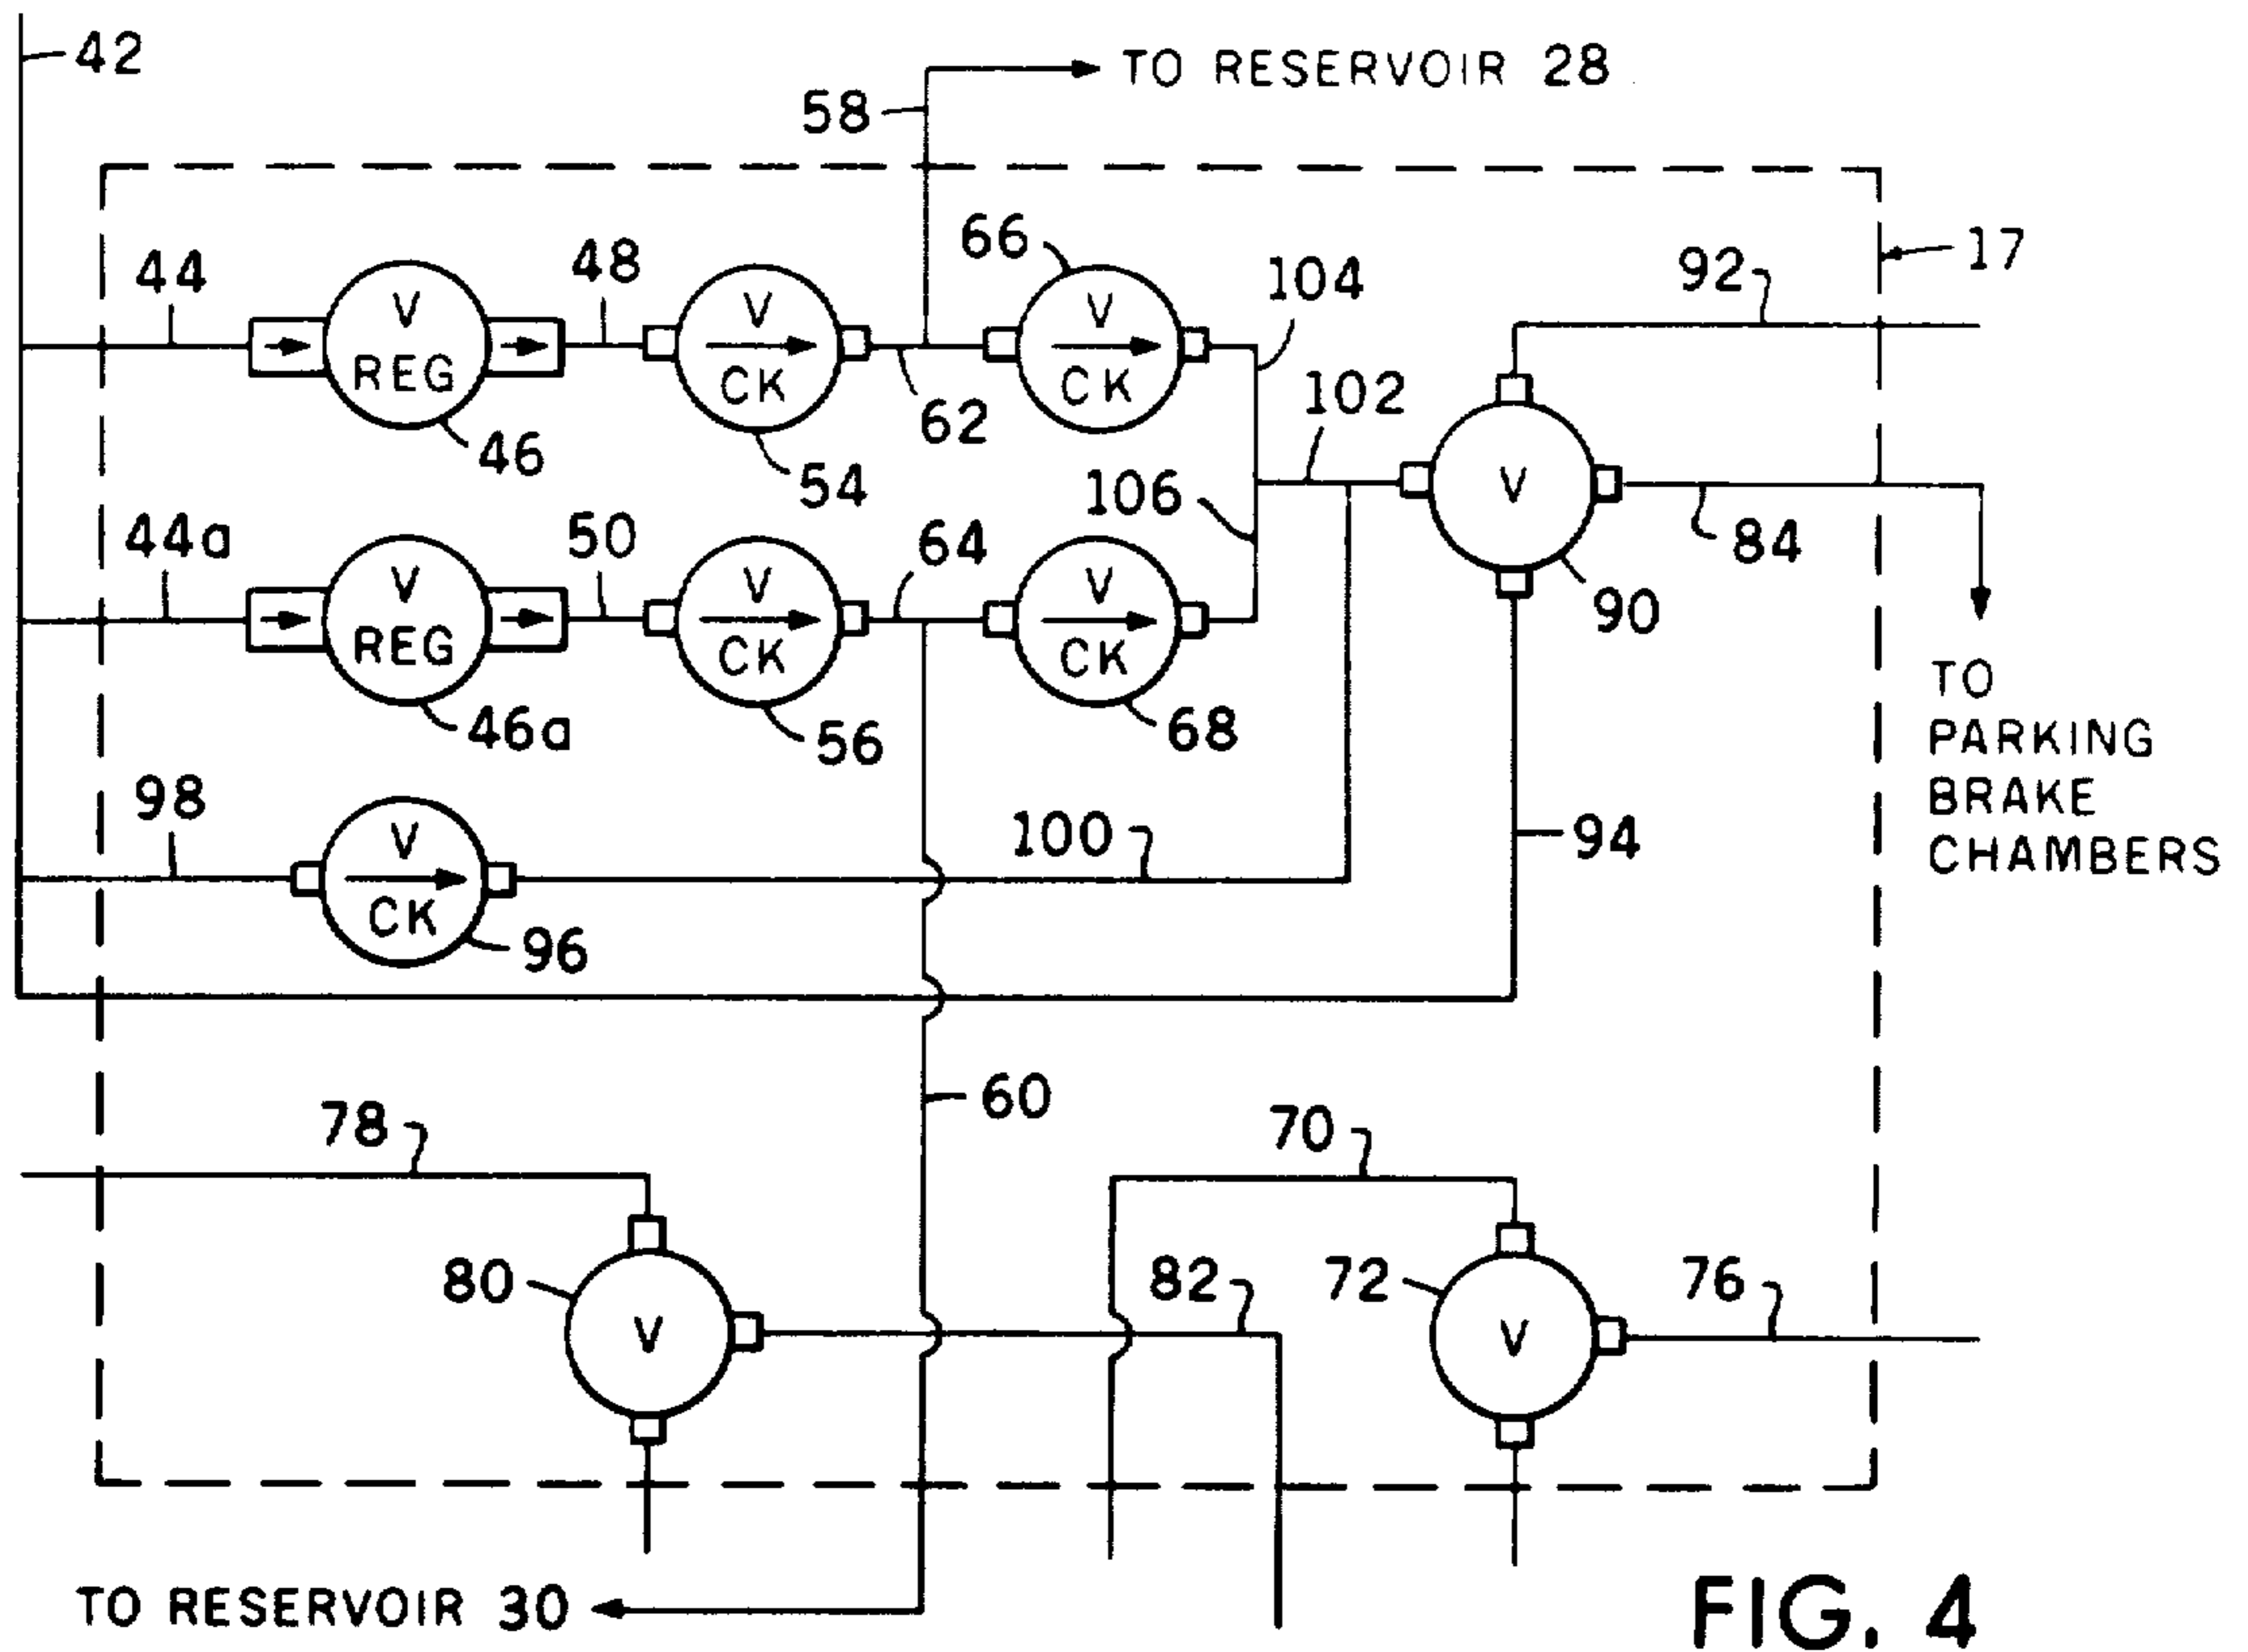 42
TO RESERVOIR 28
58
66
17
44
48
104
92
V
REG
V
CK
V
CK
62
102
46
54
106
V
84
44a
50
64
90
V
REG
V
CK
V
CK
TO
PARKING
BRAKE
CHAMBERS
46a
56
68
98
100
94
V
CK
96
60
78
70
80
82
72
76
V
V
TO RESERVOIR 30
FIG. 4